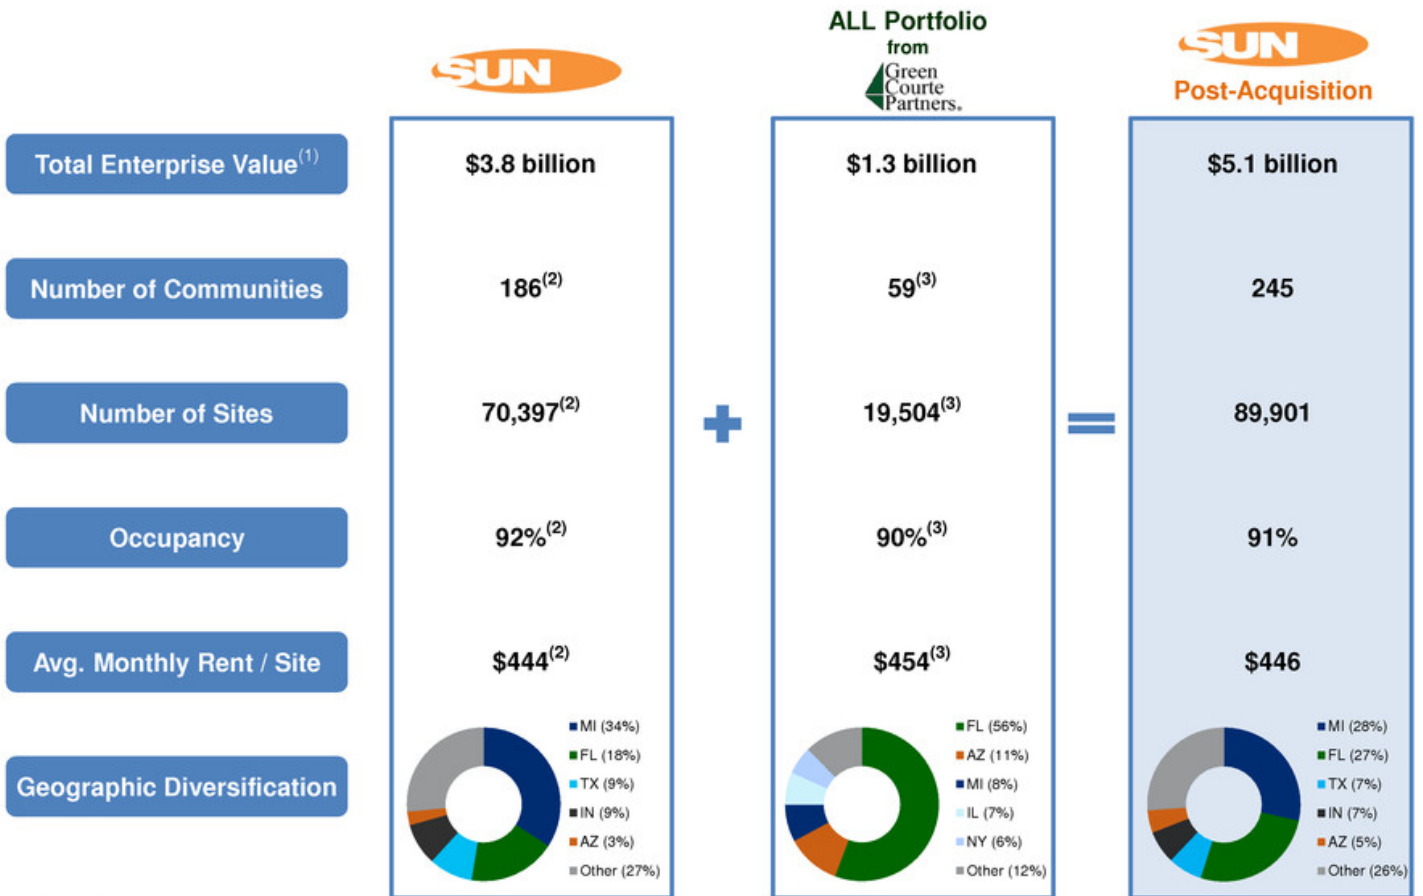 SUN
ALL Portfolio
from
Green
Courte
Partners.
SUN
Post-Acquisition
Total Enterprise Value(1)
$3.8 billion
$1.3 billion
$5.1 billion
Number of Communities
186(2)
59(3)
245
Number of Sites
70,397(2)
+
19,504(3)
=
89,901
Occupancy
92%(2)
90%(3)
91%
Avg. Monthly Rent / Site
$444(2)
$454(3)
$446
Geographic Diversification
MI (34%)
FL (18%)
TX (9%)
IN (9%)
AZ (3%)
Other (27%)
FL (56%)
AZ (11%)
MI (8%)
IL (7%)
NY (6%)
Other (12%)
MI (28%)
FL (27%)
TX (7%)
IN (7%)
AZ (5%)
Other (26%)